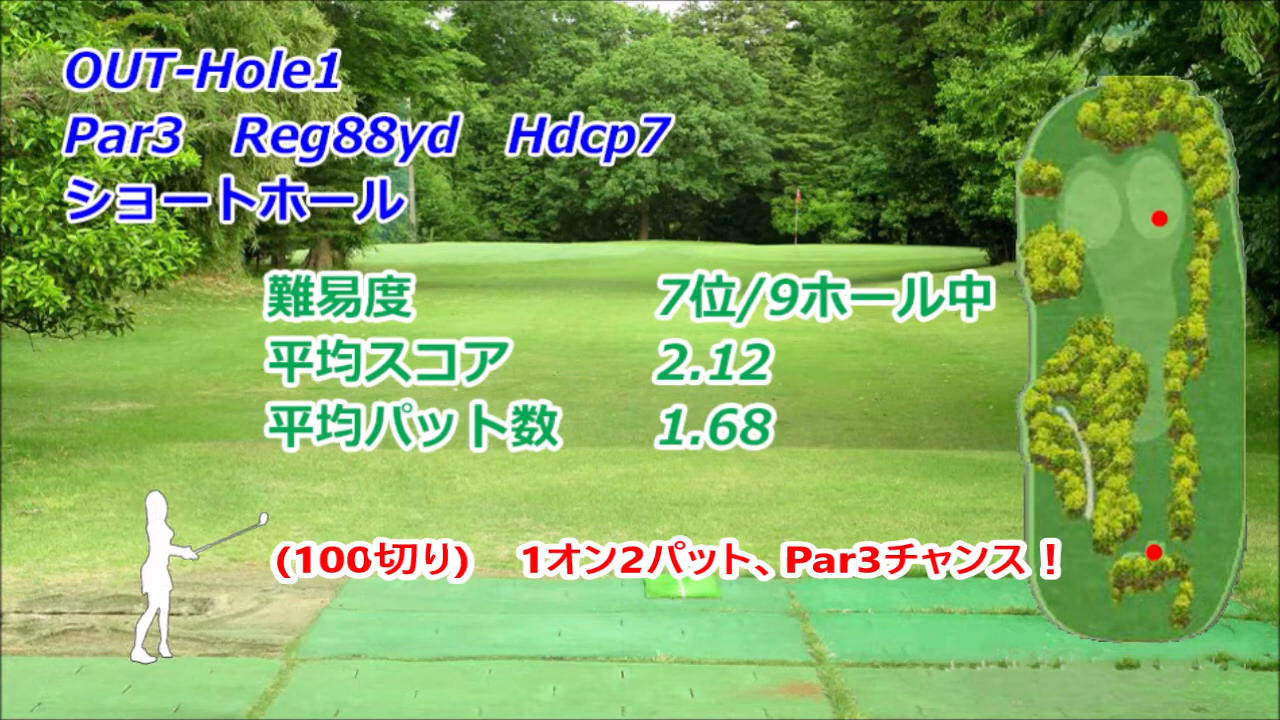 OUT-Hole1
Par3 Reg88yd Hdcp7
ショートホール
難易度 7位/9ホール中
平均スコア 2.12
平均パット数 1.68
(100切り) 1オン2パット、Par3チャンス！